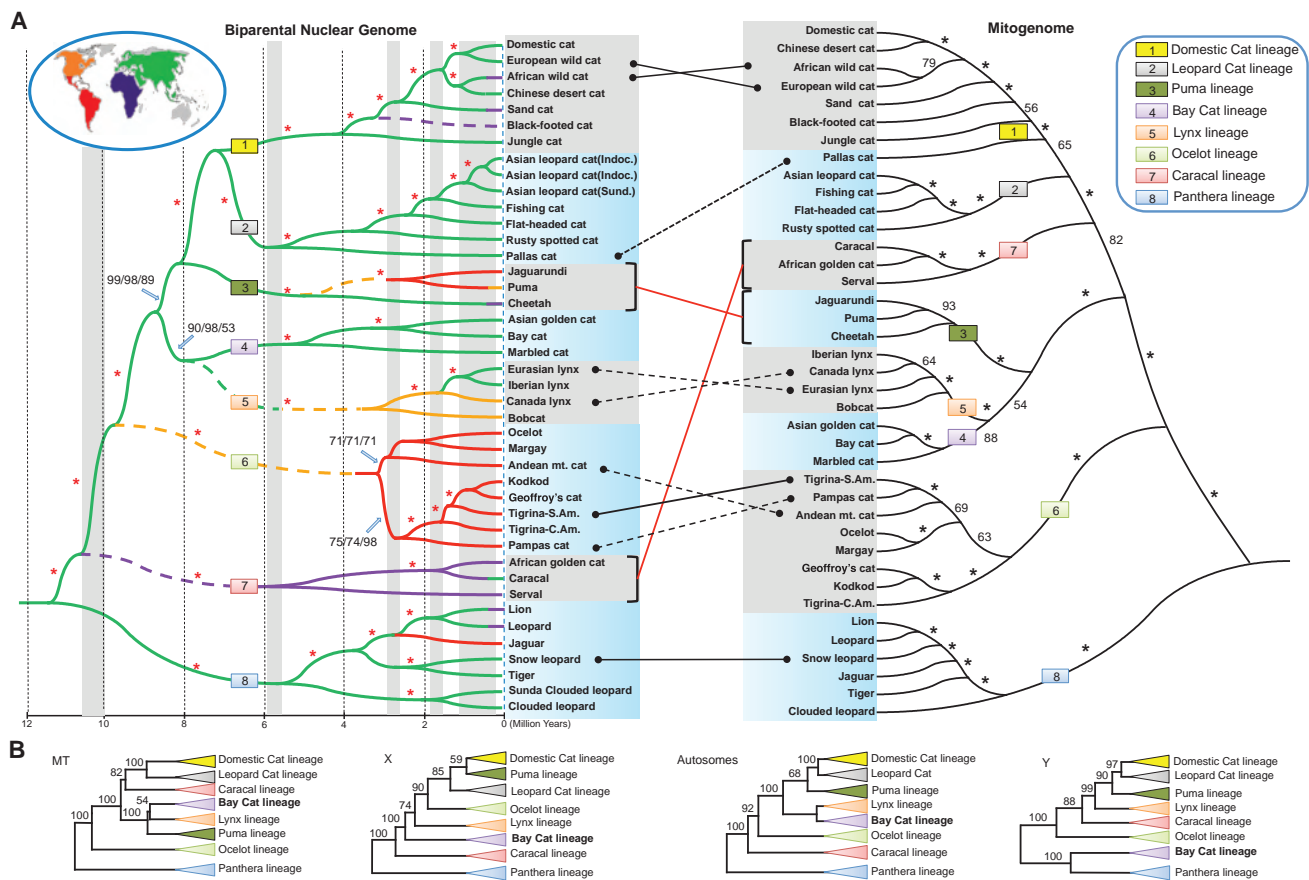 A
Biparental Nuclear Genome
Mitogenome
Domestic cat
European wild cat
African wild cat
Chinese desert cat
Sand cat
Black-footed cat
Jungle cat
Asian leopard cat(Indoc.)
Asian leopard cat(Indoc.)
Asian leopard cat(Sund.)
Fishing cat
Flat-headed cat
Rusty spotted cat
Pallas cat
Jaguarundi
Puma
Cheetah
Asian golden cat
Bay cat
Marbled cat
Eurasian lynx
Iberian lynx
Canada lynx
Bobcat
Ocelot
Margay
Andean mt. cat
Kodkod
Geoffroy's cat
Tigrina-S.Am.
Tigrina-C.Am.
Pampas cat
African golden cat
Caracal
Serval
Lion
Leopard
Jaguar
Snow leopard
Tiger
Sunda Clouded leopard
Clouded leopard
1
2
3
4
5
6
7
8
99/98/89
90/98/53
71/71/71
75/74/98
12
10
8
6
4
2
0 (Million Years)
Domestic cat
Chinese desert cat
African wild cat
European wild cat
Sand cat
Black-footed cat
Jungle cat
Pallas cat
Asian leopard cat
Fishing cat
Flat-headed cat
Rusty spotted cat
Caracal
African golden cat
Serval
Jaguarundi
Puma
Cheetah
Iberian lynx
Canada lynx
Eurasian lynx
Bobcat
Asian golden cat
Bay cat
Marbled cat
Tigrina-S.Am.
Pampas cat
Andean mt. cat
Ocelot
Margay
Geoffroy's cat
Kodkod
Tigrina-C.Am.
Lion
Leopard
Snow leopard
Jaguar
Tiger
Clouded leopard
79
56
1
65
2
82
7
93
3
64
5
54
4
88
69
63
6
8
1 Domestic Cat lineage
2 Leopard Cat lineage
3 Puma lineage
4 Bay Cat lineage
5 Lynx lineage
6 Ocelot lineage
7 Caracal lineage
8 Panthera lineage
B
MT
100
82
100
54
100
100
Domestic Cat lineage
Leopard Cat lineage
Caracal lineage
Bay Cat lineage
Lynx lineage
Puma lineage
Ocelot lineage
Panthera lineage
X
59
85
90
74
100
100
Domestic Cat lineage
Puma lineage
Leopard Cat lineage
Ocelot lineage
Lynx lineage
Bay Cat lineage
Caracal lineage
Panthera lineage
Autosomes
100
68
92
100
100
Domestic Cat lineage
Leopard Cat
Puma lineage
Lynx lineage
Bay Cat lineage
Ocelot lineage
Caracal lineage
Panthera lineage
Y
97
90
99
88
100
100
Domestic Cat lineage
Leopard Cat lineage
Puma lineage
Lynx lineage
Caracal lineage
Ocelot lineage
Bay Cat lineage
Panthera lineage